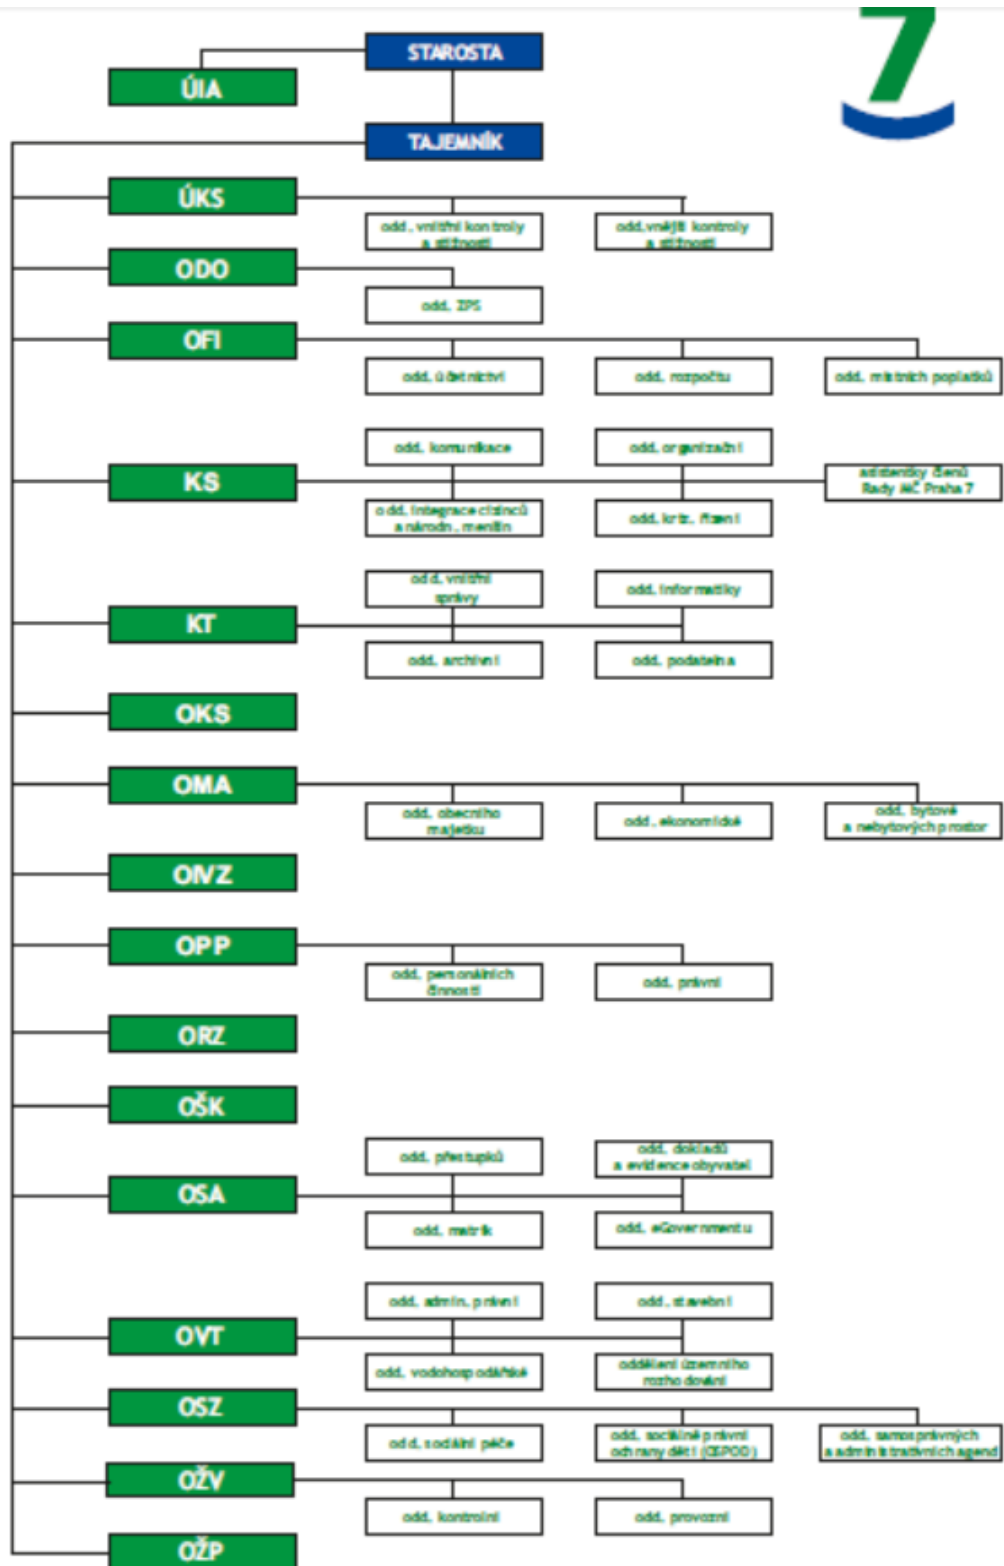 7
STAROSTA
ÚIA
TAJEMNÍK
ÚKS
odd. vnitřní kontroly
a stížností
odd.vnější kontroly
a stížností
ODO
odd. ZPS
OFI
odd. účetnictví
odd. rozpočtu
odd. místních poplatků
odd. komunikace
odd. organizační
KS
asistentky členů
Rady MČ Praha 7
odd. integrace cizinců
a národn. menšin
odd. kriz. řízení
odd. vnitřní
správy
odd. informatiky
KT
odd. archivní
odd. podatelna
OKS
OMA
odd. obecního
majetku
odd. ekonomické
odd. bytové
a nebytových prostor
OIVZ
OPP
odd. personálních
činností
odd. právní
ORZ
OŠK
odd. přestupků
odd. dokladů
a evidence obyvatel
OSA
odd. matrik
odd. eGovernmentu
odd. admin. právní
odd. stavební
OVT
odd. vodohospodářské
oddělení územního
rozhodování
OSZ
odd. sociální péče
odd. sociálně právní
ochrany dětí (OSPOD)
odd. samosprávných
a administrativních agend
OŽV
odd. kontrolní
odd. provozní
OŽP